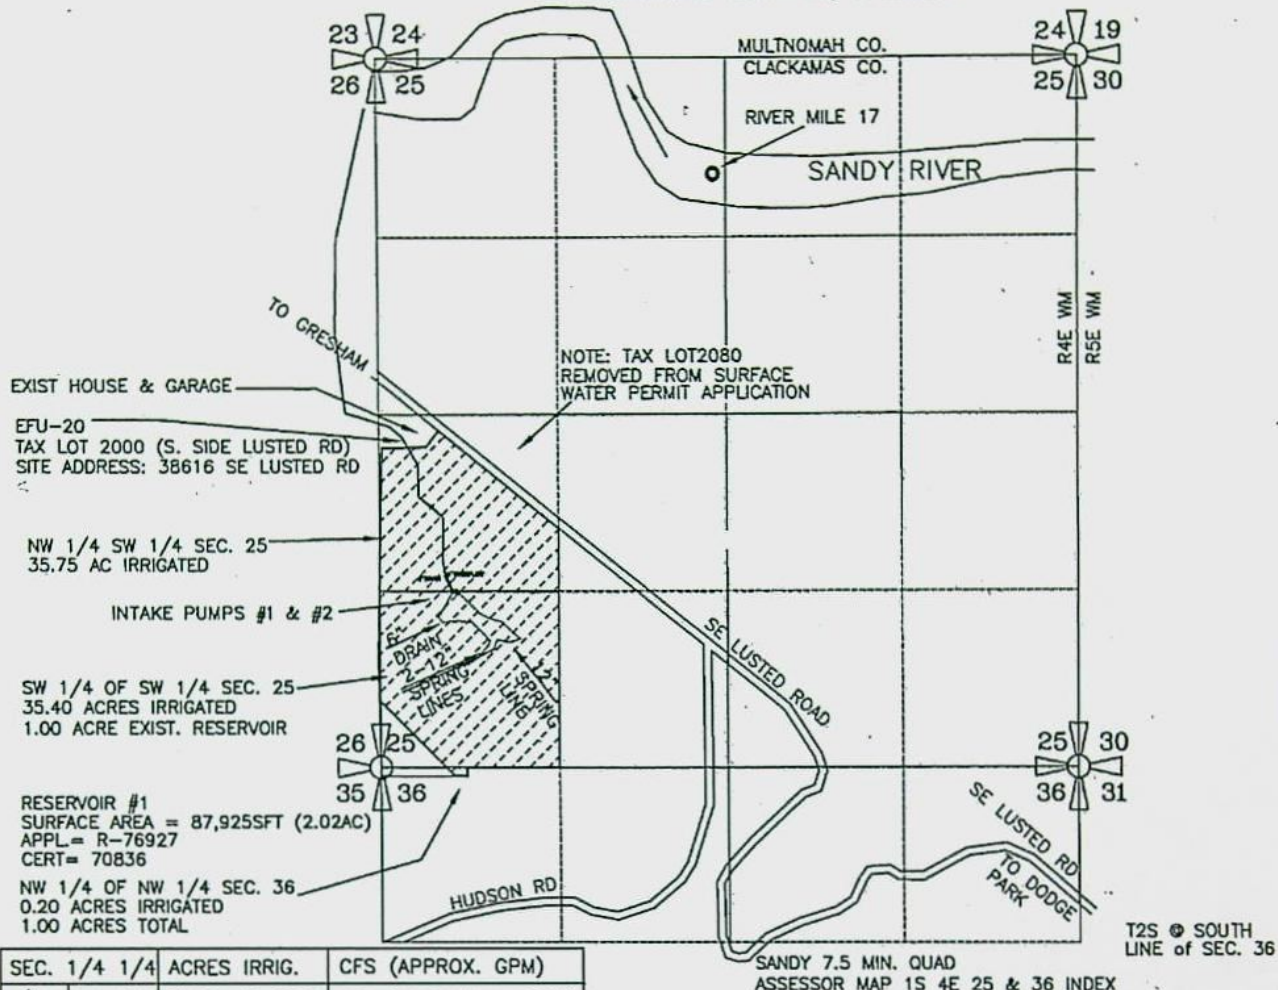 23 24
26 25
24 19
25 30
MULTNOMAH CO.
CLACKAMAS CO.
RIVER MILE 17
SANDY RIVER
R4E WM
R5E WM
TO GRESHAM
NOTE: TAX LOT2080
REMOVED FROM SURFACE
WATER PERMIT APPLICATION
EXIST HOUSE & GARAGE
EFU-20
TAX LOT 2000 (S. SIDE LUSTED RD)
SITE ADDRESS: 38616 SE LUSTED RD
NW 1/4 SW 1/4 SEC. 25
35.75 AC IRRIGATED
INTAKE PUMPS #1 & #2
6"
DRAIN
2-12"
SPRING
LINES
12"
SPRING
LINE
SE LUSTED ROAD
SW 1/4 OF SW 1/4 SEC. 25
35.40 ACRES IRRIGATED
1.00 ACRE EXIST. RESERVOIR
26 25
35 36
25 30
36 31
RESERVOIR #1
SURFACE AREA = 87,925SFT (2.02AC)
APPL.= R-76927
CERT= 70836
NW 1/4 OF NW 1/4 SEC. 36
0.20 ACRES IRRIGATED
1.00 ACRES TOTAL
HUDSON RD
SE LUSTED RD
TO DODGE
PARK
T2S @ SOUTH
LINE of SEC. 36
SEC. 1/4 1/4 ACRES IRRIG. CFS (APPROX. GPM)
SANDY 7.5 MIN. QUAD
ASSESSOR MAP 1S 4E 25 & 36 INDEX